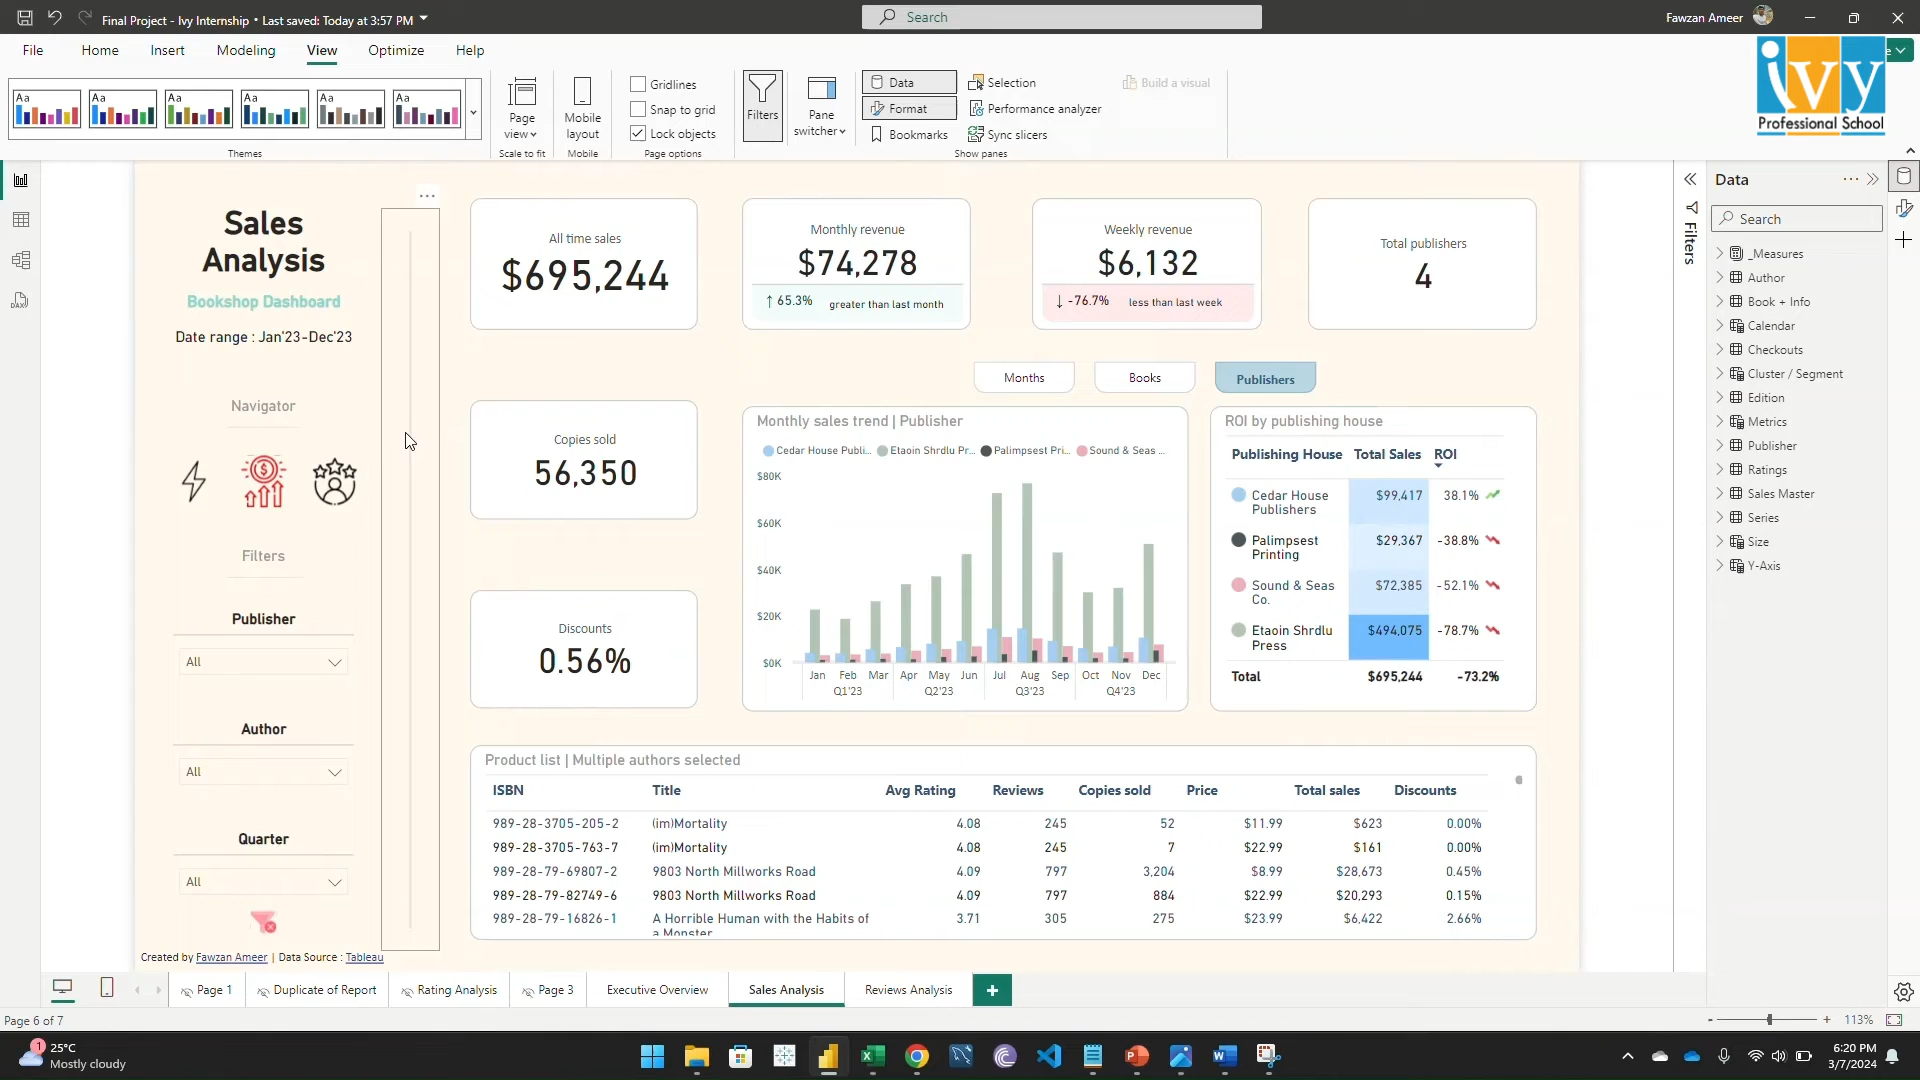 Final Project - Ivy Internship • Last saved: Today at 3:57 PM
Search
Fawzan Ameer
File
Home
Insert
Modeling
View
Optimize
Help
ivy
Professional School
Aa
Aa
Aa
Aa
Aa
Aa
Themes
Page view
Scale to fit
Mobile layout
Mobile
Gridlines
Snap to grid
Lock objects
Page options
Filters
Pane switcher
Data
Format
Bookmarks
Selection
Performance analyzer
Sync slicers
Show panes
Build a visual
Sales
Analysis
Bookshop Dashboard
Date range : Jan'23-Dec'23
Navigator
Filters
Publisher
All
Author
All
Quarter
All
Created by Fawzan Ameer | Data Source : Tableau
All time sales
$695,244
Monthly revenue
$74,278
↑ 65.3% greater than last month
Weekly revenue
$6,132
↓ -76.7% less than last week
Total publishers
4
Months
Books
Publishers
Copies sold
56,350
Discounts
0.56%
Monthly sales trend | Publisher
Cedar House Publi... Etaoin Shrdlu Pr... Palimpsest Pri... Sound & Seas ...
$80K
$60K
$40K
$20K
$0K
Jan Feb Mar Apr May Jun Jul Aug Sep Oct Nov Dec
Q1'23 Q2'23 Q3'23 Q4'23
ROI by publishing house
Publishing House Total Sales ROI
Cedar House Publishers $99,417 38.1%
Palimpsest Printing $29,367 -38.8%
Sound & Seas Co. $72,385 -52.1%
Etaoin Shrdlu Press $494,075 -78.7%
Total $695,244 -73.2%
Product list | Multiple authors selected
ISBN Title Avg Rating Reviews Copies sold Price Total sales Discounts
989-28-3705-205-2 (im)Mortality 4.08 245 52 $11.99 $623 0.00%
989-28-3705-763-7 (im)Mortality 4.08 245 7 $22.99 $161 0.00%
989-28-79-69807-2 9803 North Millworks Road 4.09 797 3,204 $8.99 $28,673 0.45%
989-28-79-82749-6 9803 North Millworks Road 4.09 797 884 $22.99 $20,293 0.15%
989-28-79-16826-1 A Horrible Human with the Habits of 3.71 305 275 $23.99 $6,422 2.66%
a Monster
Filters
Data
Search
_Measures
Author
Book + Info
Calendar
Checkouts
Cluster / Segment
Edition
Metrics
Publisher
Ratings
Sales Master
Series
Size
Y-Axis
Page 1
Duplicate of Report
Rating Analysis
Page 3
Executive Overview
Sales Analysis
Reviews Analysis
Page 6 of 7
- + 113%
1
25°C
Mostly cloudy
6:20 PM
3/7/2024